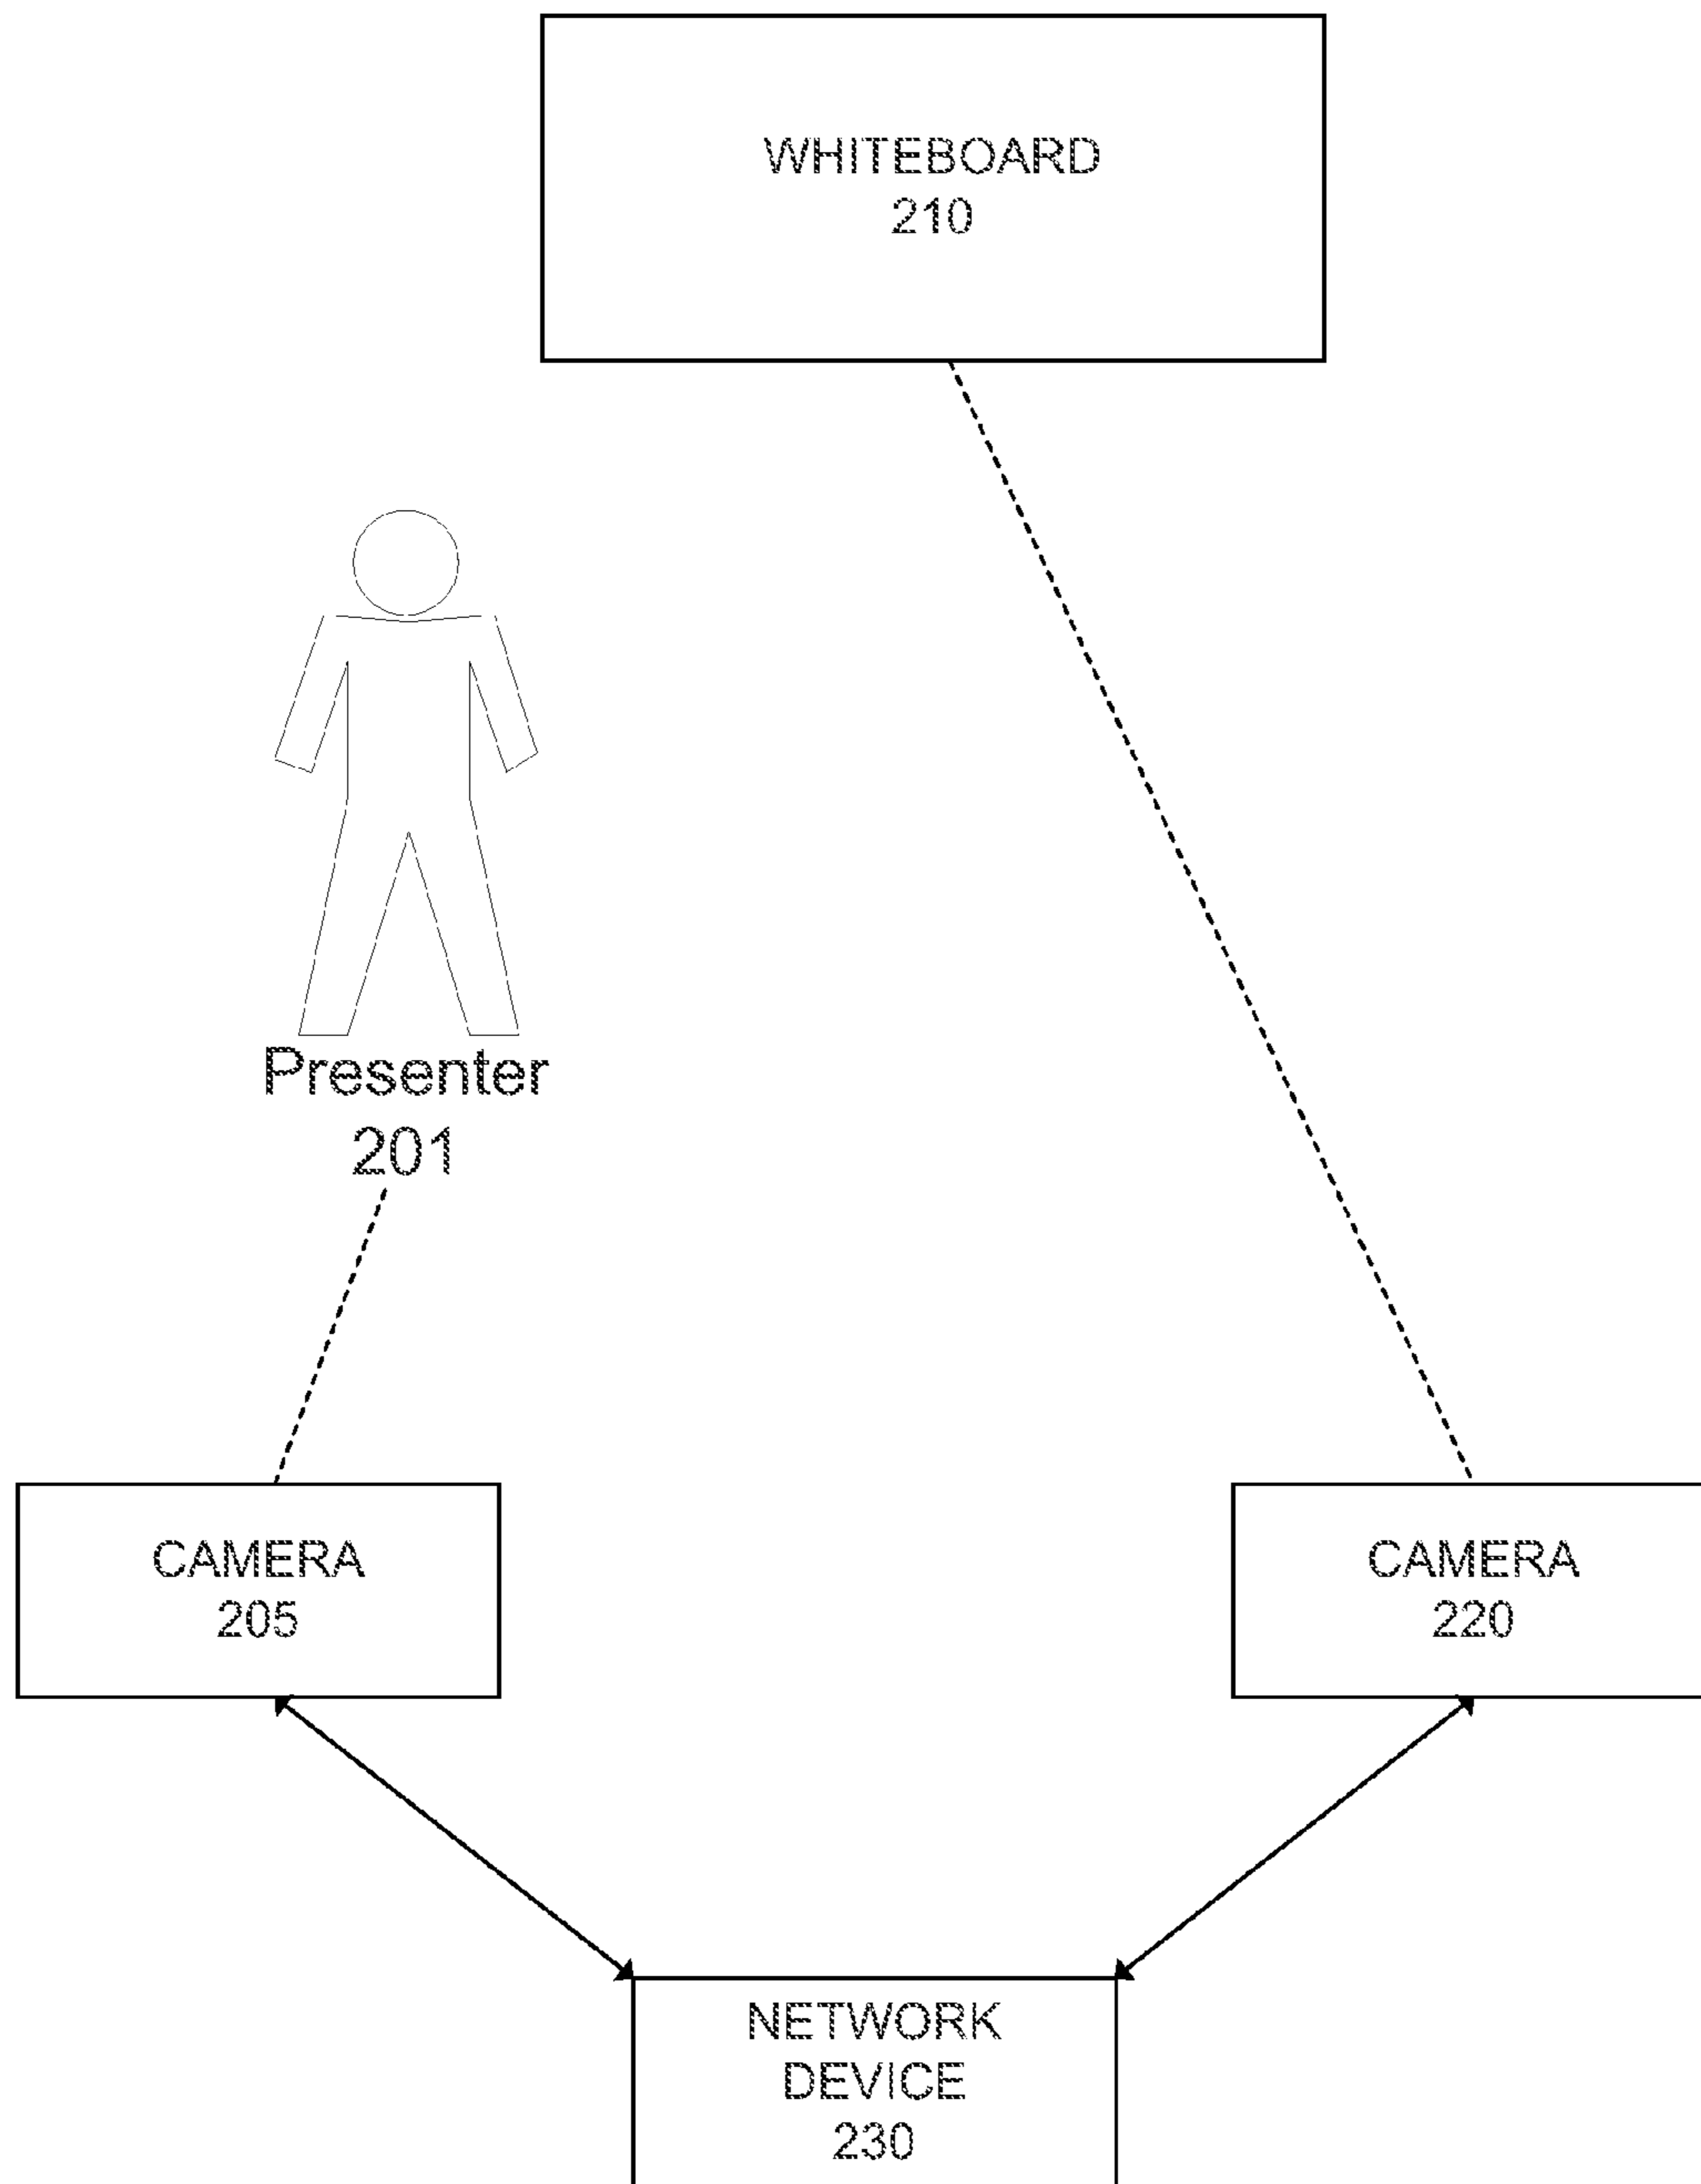 WHITEBOARD
210
Presenter
201
CAMERA
205
CAMERA
220
NETWORK
DEVICE
230